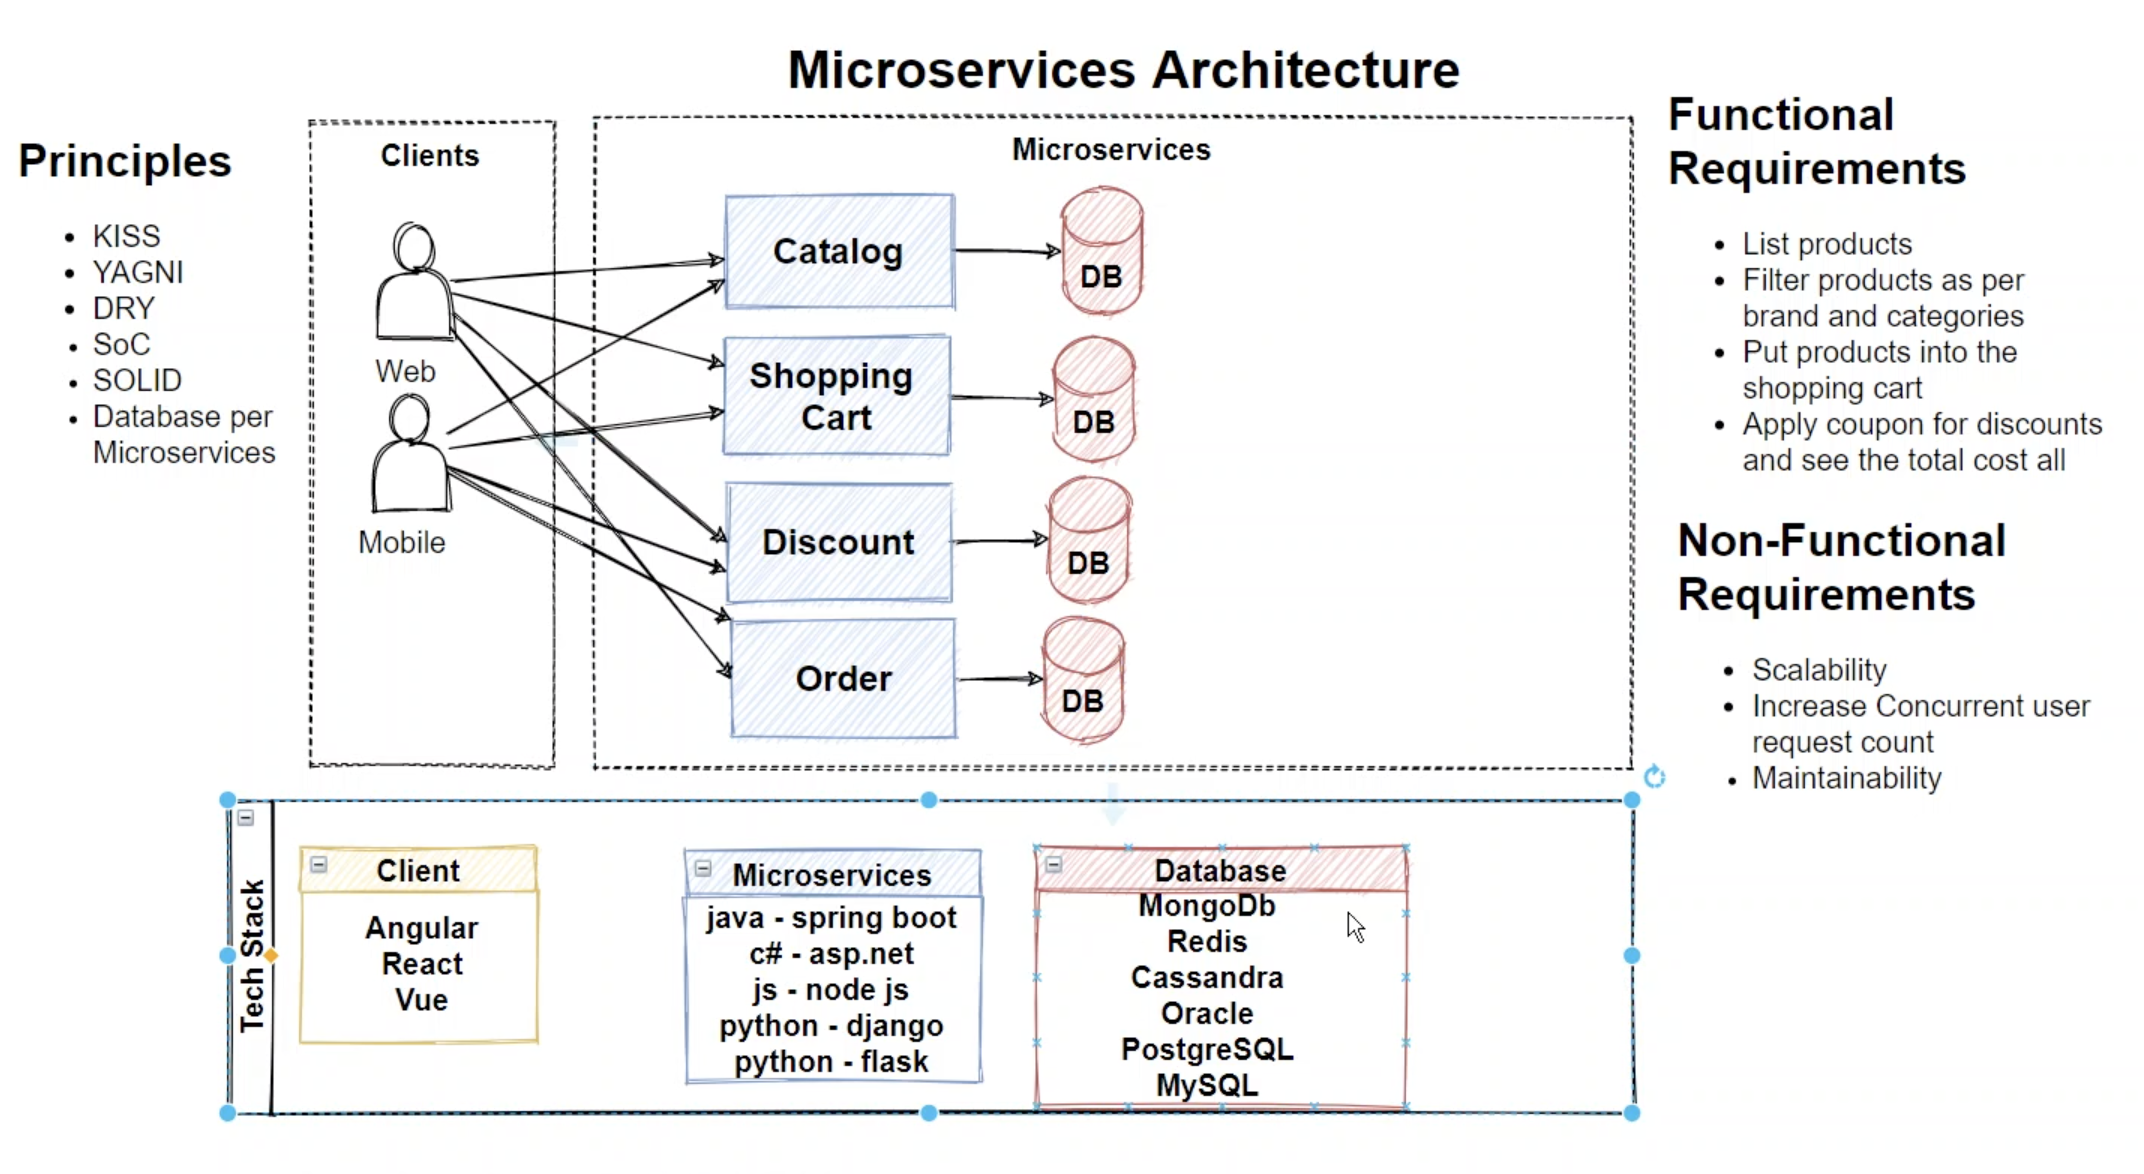 Microservices Architecture
Principles
KISS
YAGNI
DRY
SoC
SOLID
Database per
Microservices
Clients
Web
Mobile
Microservices
Catalog
DB
Shopping
Cart
DB
Discount
DB
Order
DB
Functional
Requirements
List products
Filter products as per
brand and categories
Put products into the
shopping cart
Apply coupon for discounts
and see the total cost all
Non-Functional
Requirements
Scalability
Increase Concurrent user
request count
Maintainability
Tech Stack
Client
Angular
React
Vue
Microservices
java - spring boot
c# - asp.net
js - node js
python - django
python - flask
Database
MongoDb
Redis
Cassandra
Oracle
PostgreSQL
MySQL